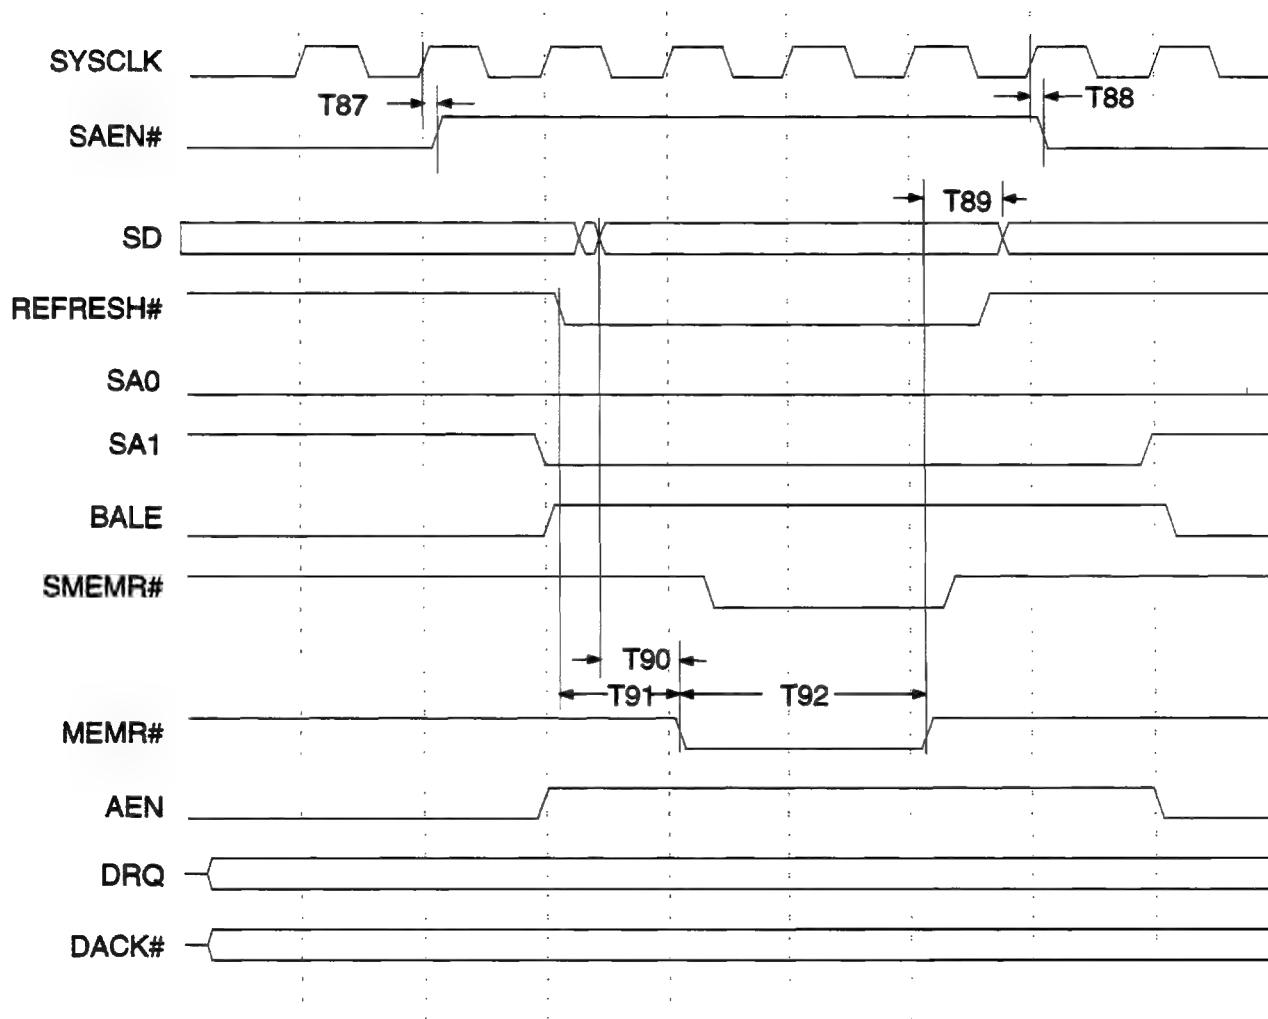 SYSCLK
T87
T88
SAEN#
T89
SD
REFRESH#
SA0
SA1
BALE
SMEMR#
T90
T91
T92
MEMR#
AEN
DRQ
DACK#